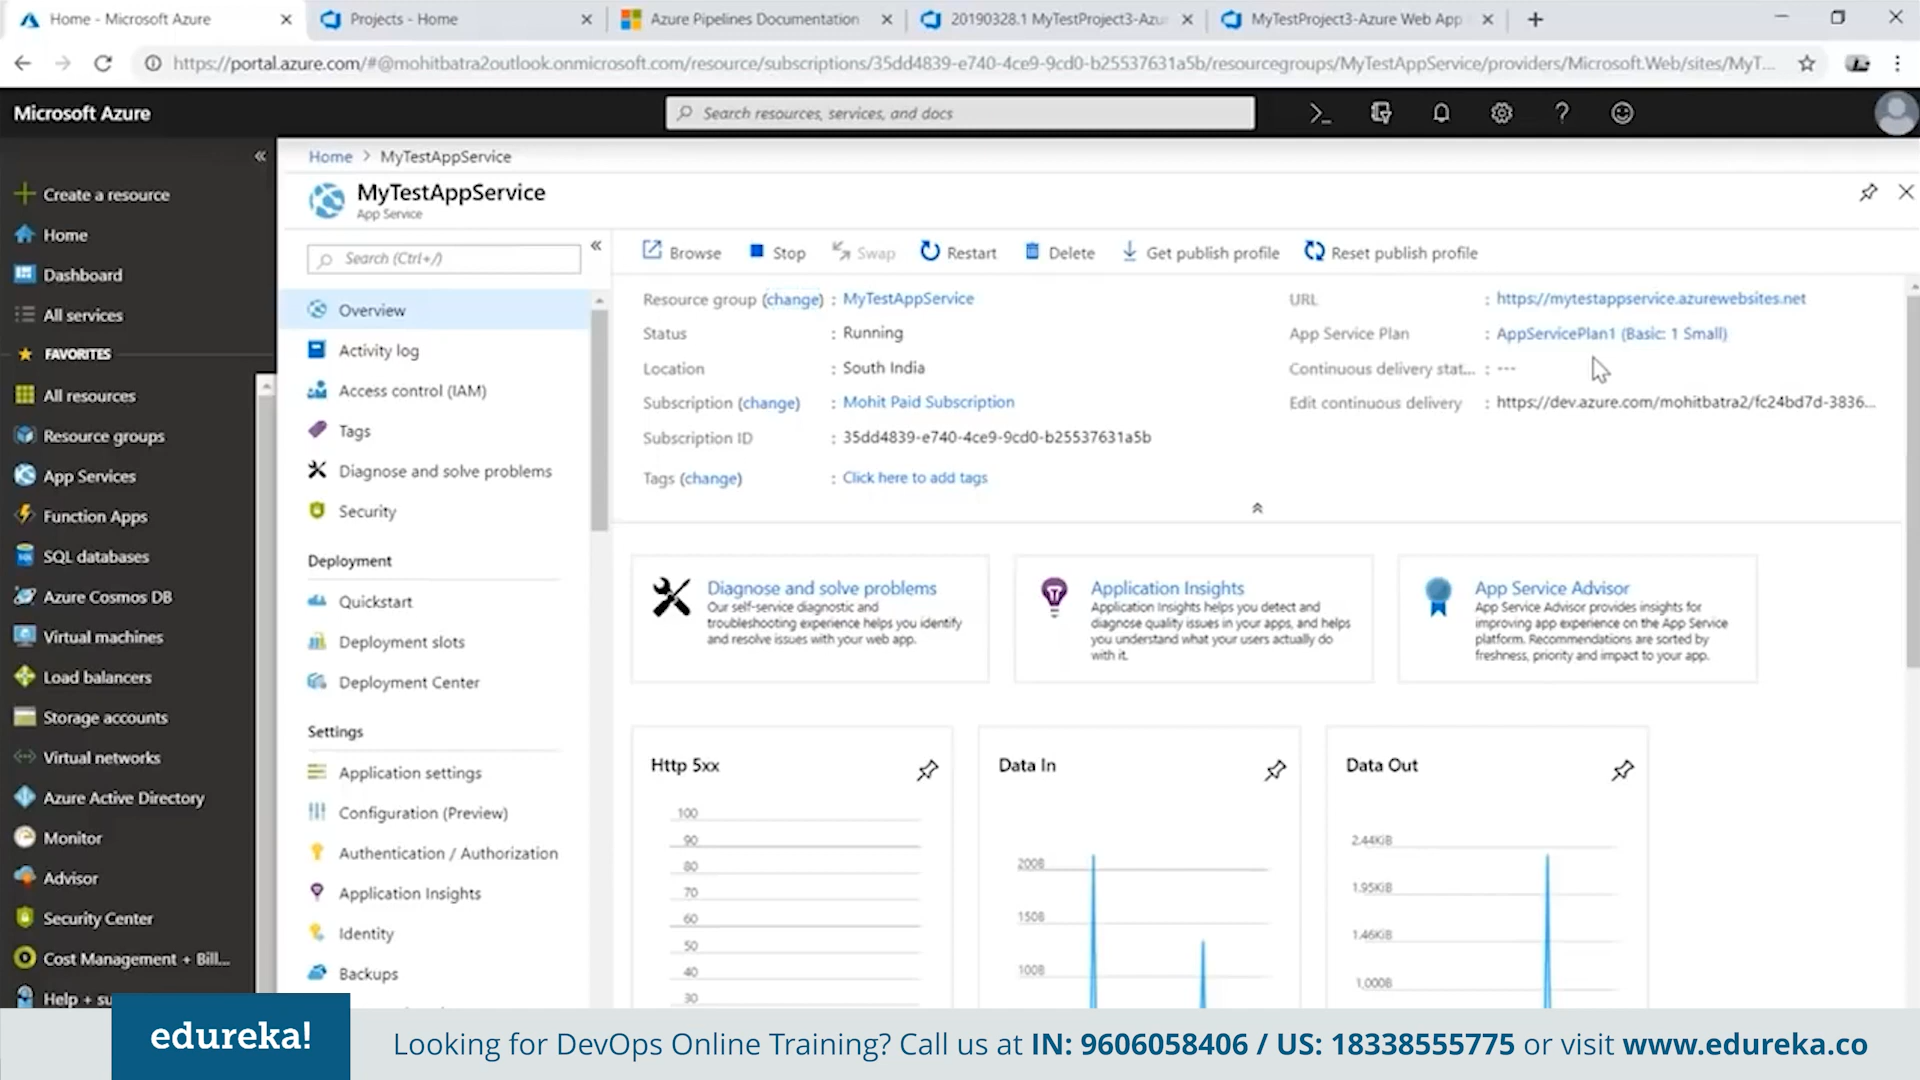 Home - Microsoft Azure
Projects - Home
Azure Pipelines Documentation
20190328.1 MyTestProject3-Azu
MyTestProject3-Azure Web App
https://portal.azure.com/#@mohitbatra2outlook.onmicrosoft.com/resource/subscriptions/35dd4839-e740-4ce9-9cd0-b25537631a5b/resourcegroups/MyTestAppService/providers/Microsoft.Web/sites/MyT...
Microsoft Azure
Search resources, services, and docs
Create a resource
Home
Dashboard
All services
FAVORITES
All resources
Resource groups
App Services
Function Apps
SQL databases
Azure Cosmos DB
Virtual machines
Load balancers
Storage accounts
Virtual networks
Azure Active Directory
Monitor
Advisor
Security Center
Cost Management + Bill...
Help + su
Home > MyTestAppService
MyTestAppService
App Service
Search (Ctrl+/)
Overview
Activity log
Access control (IAM)
Tags
Diagnose and solve problems
Security
Deployment
Quickstart
Deployment slots
Deployment Center
Settings
Application settings
Configuration (Preview)
Authentication / Authorization
Application Insights
Identity
Backups
Browse Stop Swap Restart Delete Get publish profile Reset publish profile
Resource group (change) : MyTestAppService
Status : Running
Location : South India
Subscription (change) : Mohit Paid Subscription
Subscription ID : 35dd4839-e740-4ce9-9cd0-b25537631a5b
Tags (change) : Click here to add tags
URL : https://mytestappservice.azurewebsites.net
App Service Plan : AppServicePlan1 (Basic: 1 Small)
Continuous delivery stat... : ---
Edit continuous delivery : https://dev.azure.com/mohitbatra2/fc24bd7d-3836...
Diagnose and solve problems
Our self-service diagnostic and
troubleshooting experience helps you identify
and resolve issues with your web app.
Application Insights
Application Insights helps you detect and
diagnose quality issues in your apps, and helps
you understand what your users actually do
with it.
App Service Advisor
App Service Advisor provides insights for
improving app experience on the App Service
platform. Recommendations are sorted by
freshness, priority and impact to your app.
Http 5xx
100
90
80
70
60
50
40
30
Data In
200B
150B
100B
Data Out
2.44KiB
1.95KiB
1.46KiB
1,000B
edureka!
Looking for DevOps Online Training? Call us at IN: 9606058406 / US: 18338555775 or visit www.edureka.co